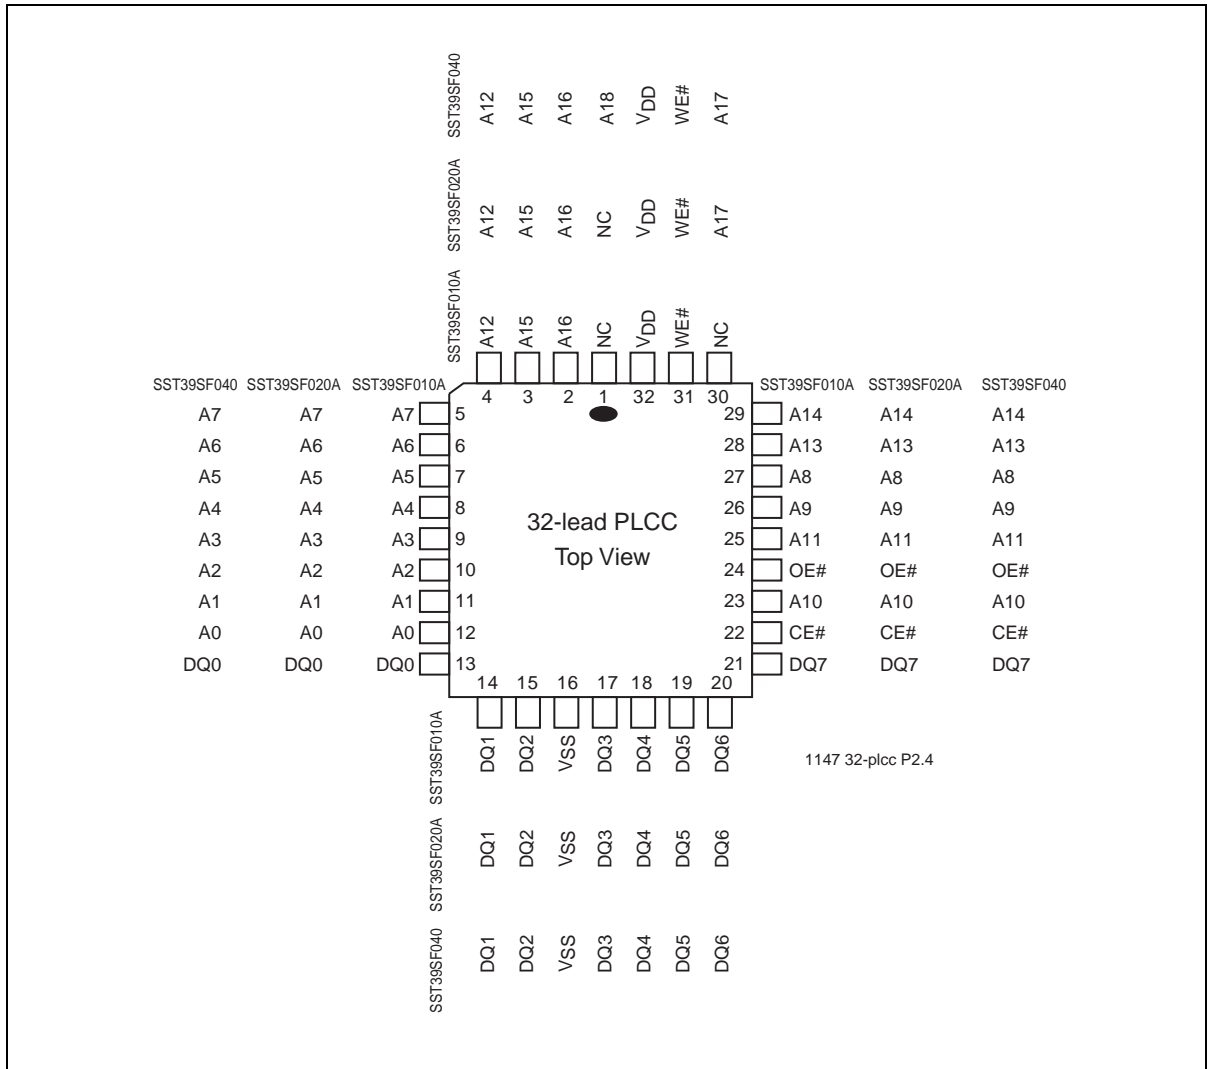 SST39SF040 A12 A15 A16 A18 VDD WE# A17
SST39SF020A A12 A15 A16 NC VDD WE# A17
SST39SF010A A12 A15 A16 NC VDD WE# NC
4 3 2 1 32 31 30
SST39SF040 SST39SF020A SST39SF010A SST39SF010A SST39SF020A SST39SF040
A7 A7 A7 5 29 A14 A14 A14
A6 A6 A6 6 28 A13 A13 A13
A5 A5 A5 7 27 A8 A8 A8
A4 A4 A4 8 26 A9 A9 A9
32-lead PLCC
A3 A3 A3 9 25 A11 A11 A11
Top View
A2 A2 A2 10 24 OE# OE# OE#
A1 A1 A1 11 23 A10 A10 A10
A0 A0 A0 12 22 CE# CE# CE#
DQ0 DQ0 DQ0 13 21 DQ7 DQ7 DQ7
14 15 16 17 18 19 20
SST39SF010A DQ1 DQ2 VSS DQ3 DQ4 DQ5 DQ6
1147 32-plcc P2.4
SST39SF020A DQ1 DQ2 VSS DQ3 DQ4 DQ5 DQ6
SST39SF040 DQ1 DQ2 VSS DQ3 DQ4 DQ5 DQ6